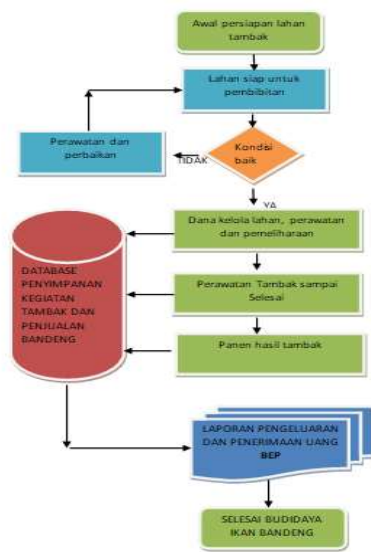 Awal persiapan lahan
tambak
Lahan siap untuk
pembibitan
Perawatan dan
perbaikan
Kondisi
baik
TIDAK
YA
Dana kelola lahan, perawatan
dan pemeliharaan
DATABASE
PENYIMPANAN
KEGIATAN
TAMBAK DAN
PENJUALAN
BANDENG
Perawatan Tambak sampai
Selesai
Panen hasil tambak
LAPORAN PENGELUARAN
DAN PENERIMAAN UANG
BEP
SELESAI BUDIDAYA
IKAN BANDENG